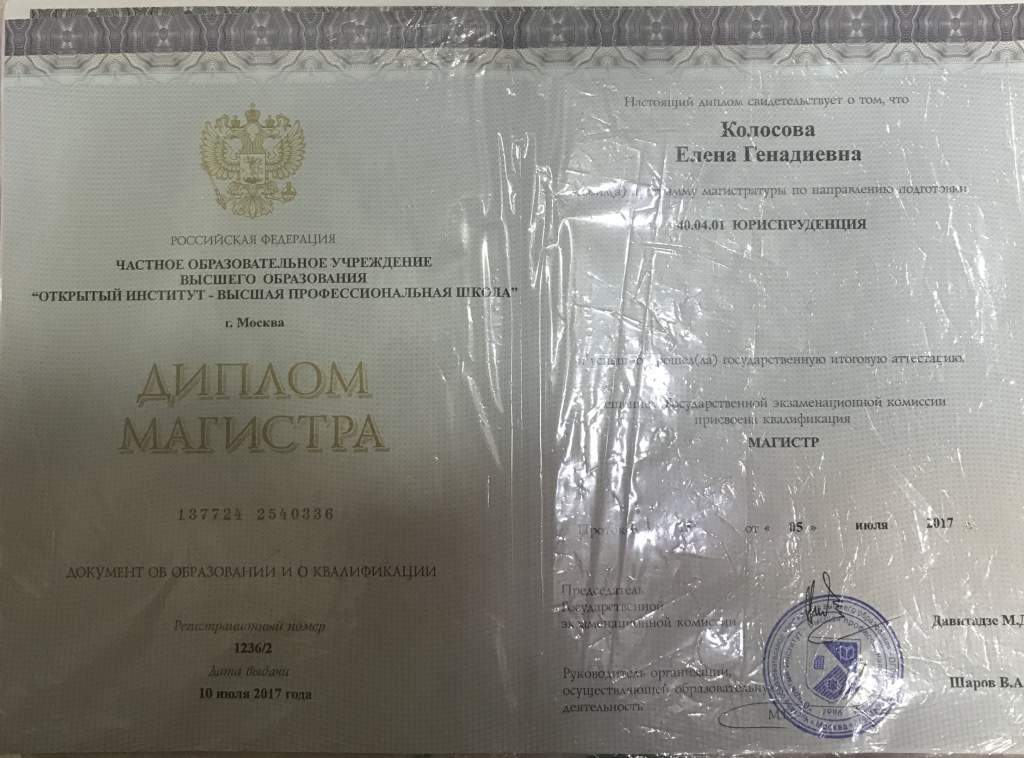 РОССИЙСКАЯ ФЕДЕРАЦИЯ
ЧАСТНОЕ ОБРАЗОВАТЕЛЬНОЕ УЧРЕЖДЕНИЕ
ВЫСШЕГО ОБРАЗОВАНИЯ
“ОТКРЫТЫЙ ИНСТИТУТ - ВЫСШАЯ ПРОФЕССИОНАЛЬНАЯ ШКОЛА”
г. Москва
ДИПЛОМ
МАГИСТРА
137724 2540336
ДОКУМЕНТ ОБ ОБРАЗОВАНИИ И О КВАЛИФИКАЦИИ
Регистрационный номер
1236/2
Дата выдачи
10 июля 2017 года
Настоящий диплом свидетельствует о том, что
Колосова
Елена Генадиевна
магистратуры по направлению подготовки
40.04.01 ЮРИСПРУДЕНЦИЯ
государственную итоговую аттестацию.
Государственной экзаменационной комиссии
присвоена квалификация
МАГИСТР
от « 05 » июля 2017
Председатель
Государственной
экзаменационной комиссии
Давитадзе М.Д
Руководитель организации,
осуществляющей образовательную
деятельность
Шаров В.А
М.
1996
Москва